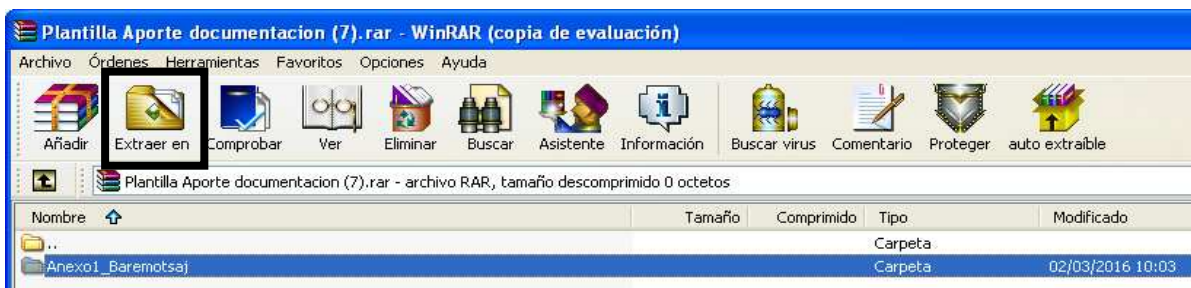 Plantilla Aporte documentacion (7).rar - WinRAR (copia de evaluación)
Archivo Órdenes Herramientas Favoritos Opciones Ayuda
Añadir Extraer en Comprobar Ver Eliminar Buscar Asistente Información Buscar virus Comentario Proteger auto extraíble
Plantilla Aporte documentacion (7).rar - archivo RAR, tamaño descomprimido 0 octetos
Nombre Tamaño Comprimido Tipo Modificado
.. Carpeta
Anexo1_Baremotsaj Carpeta 02/03/2016 10:03